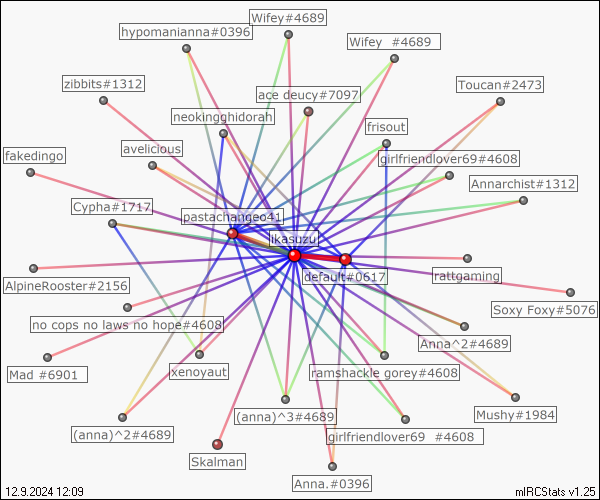 Wifey#4689
hypomanianna#0396
Wifey  #4689
zibbits#1312
Toucan#2473
ace deucy#7097
neokingghidorah
frisout
avelicious
fakedingo
girlfriendlover69#4608
Annarchist#1312
Cypha#1717
pastachangeo41
ikasuzu
default#0617
rattgaming
AlpineRooster#2156
Soxy Foxy#5076
no cops no laws no hope#4608
Anna^2#4689
Mad #6901
xenoyaut
ramshackle gorey#4608
(anna)^3#4689
Mushy#1984
(anna)^2#4689
girlfriendlover69  #4608
Skalman
Anna.#0396
12.9.2024 12:09
mIRCStats v1.25